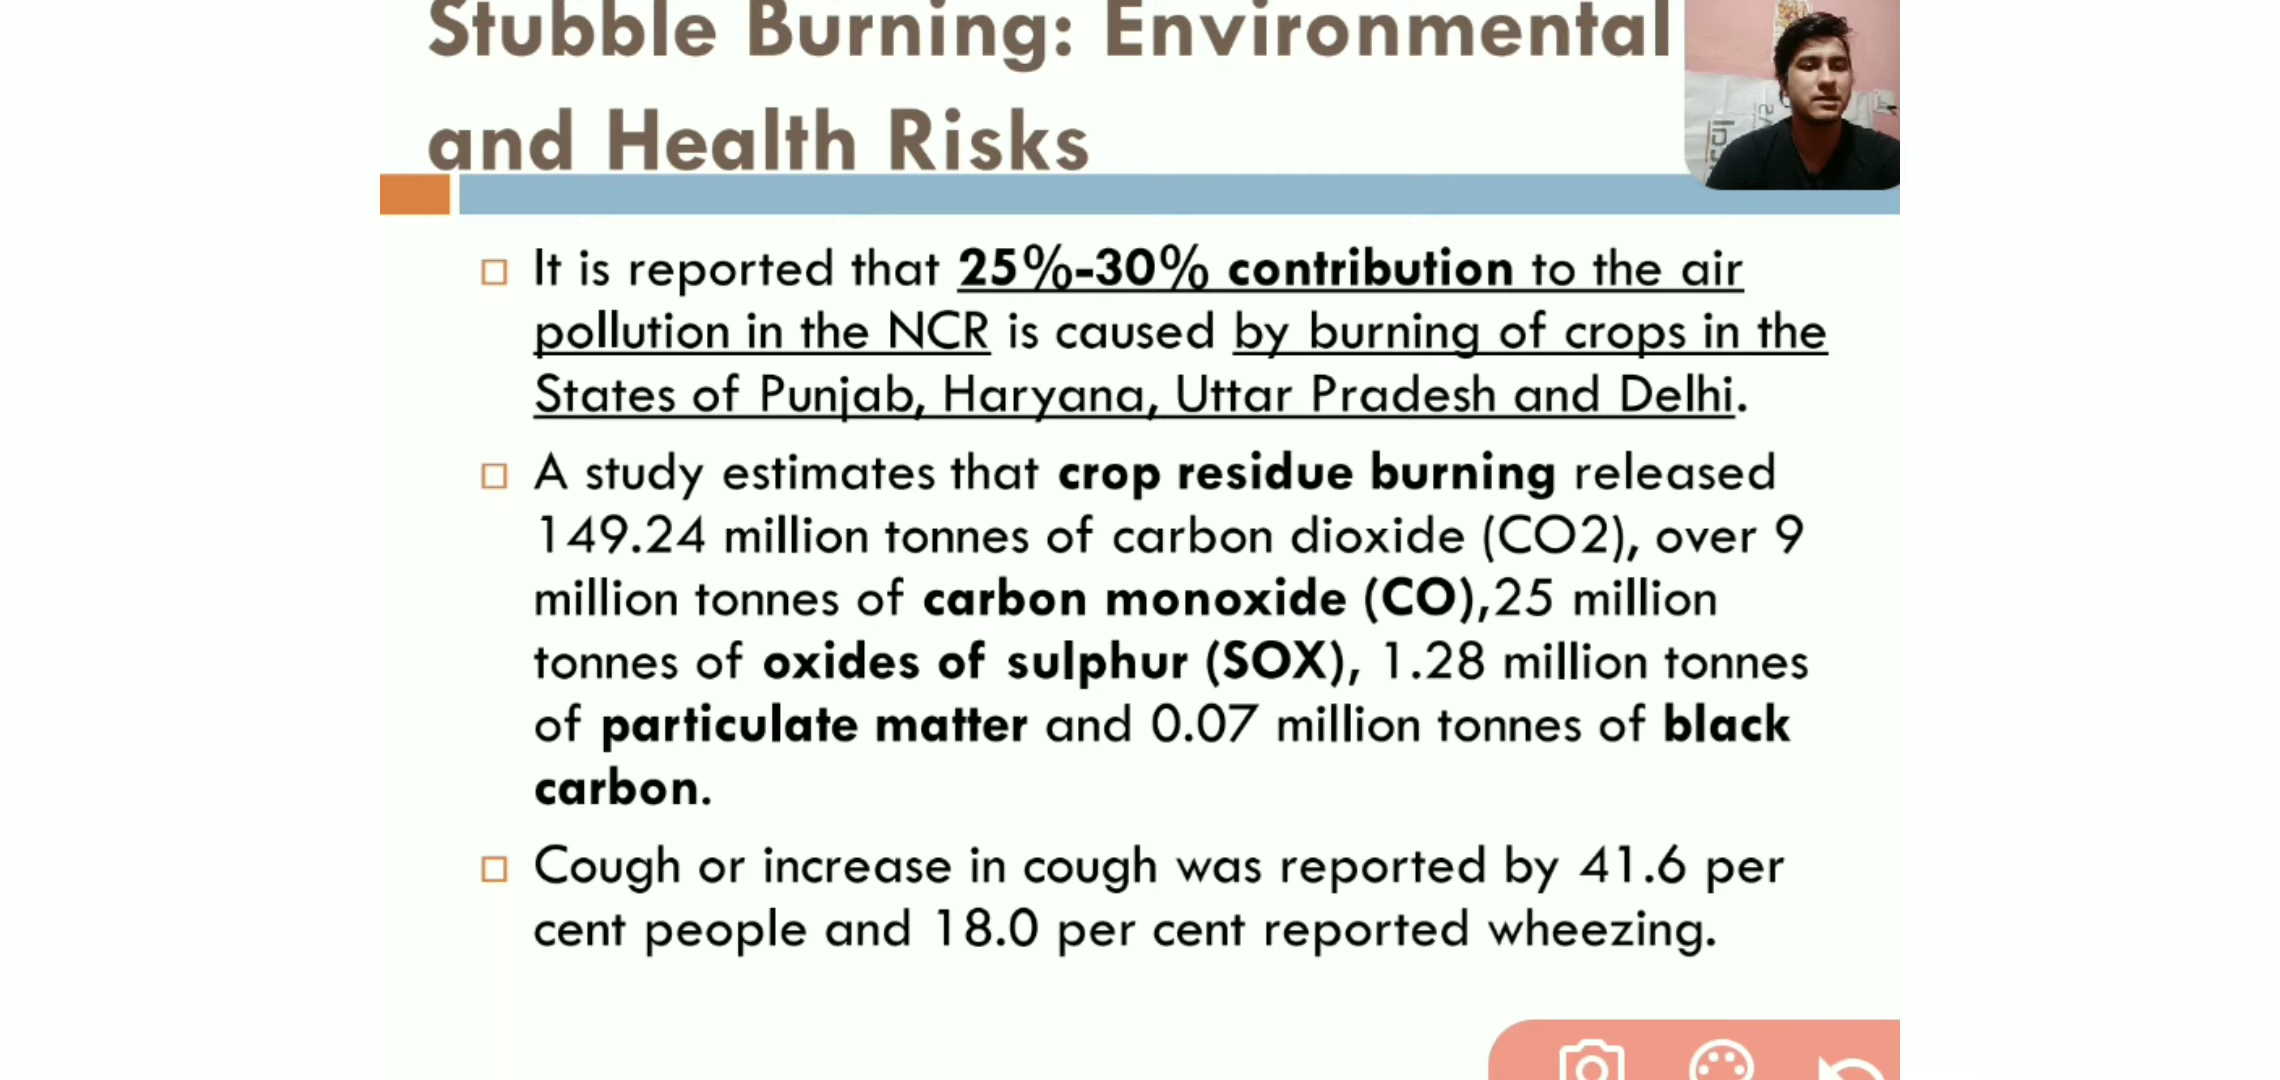 Stubble Burning: Environmental
and Health Risks
It is reported that 25%-30% contribution to the air
pollution in the NCR is caused by burning of crops in the
States of Punjab, Haryana, Uttar Pradesh and Delhi.
A study estimates that crop residue burning released
149.24 million tonnes of carbon dioxide (CO2), over 9
million tonnes of carbon monoxide (CO),25 million
tonnes of oxides of sulphur (SOX), 1.28 million tonnes
of particulate matter and 0.07 million tonnes of black
carbon.
Cough or increase in cough was reported by 41.6 per
cent people and 18.0 per cent reported wheezing.